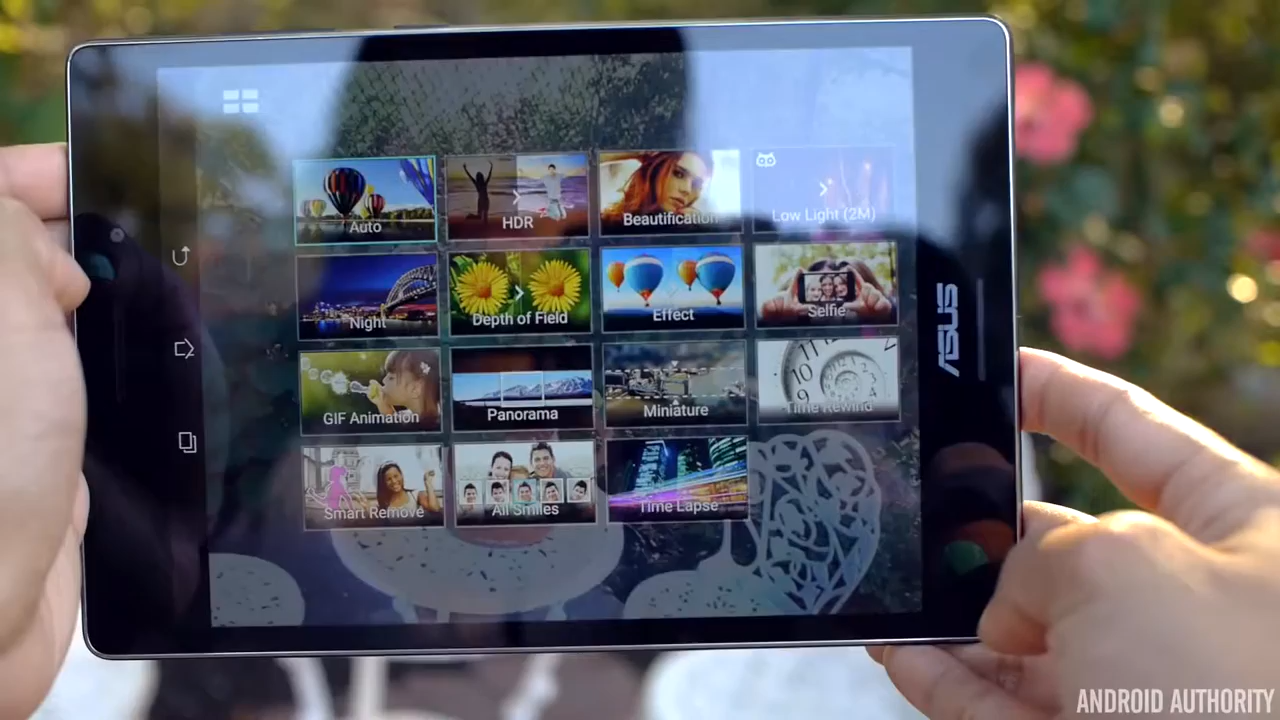 Auto
HDR
Beautification
Low Light (2M)
Night
Depth of Field
Effect
Selfie
GIF Animation
Panorama
Miniature
Time Rewind
Smart Remove
All Smiles
Time Lapse
ASUS
ANDROID AUTHORITY